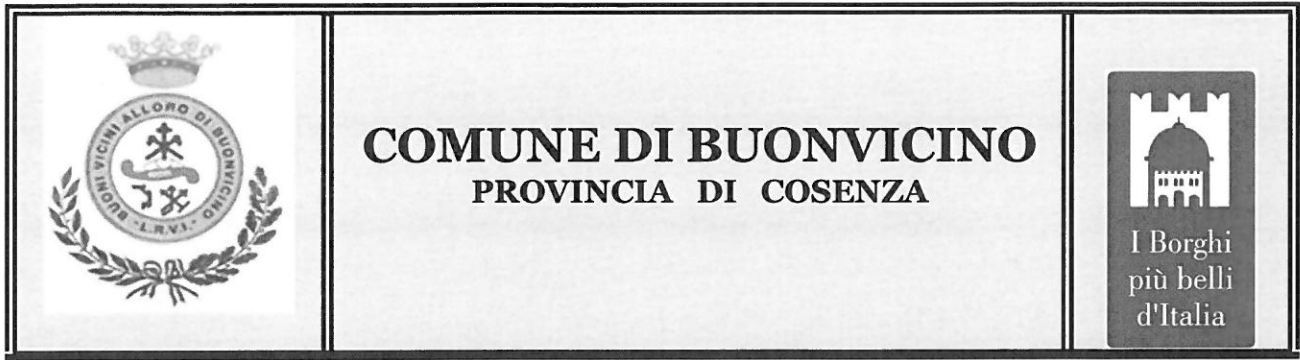 BUONI VICINI ALLORO DI BUONVICINO
-L.R.V.I.-
COMUNE DI BUONVICINO
PROVINCIA DI COSENZA
I Borghi
più belli
d'Italia